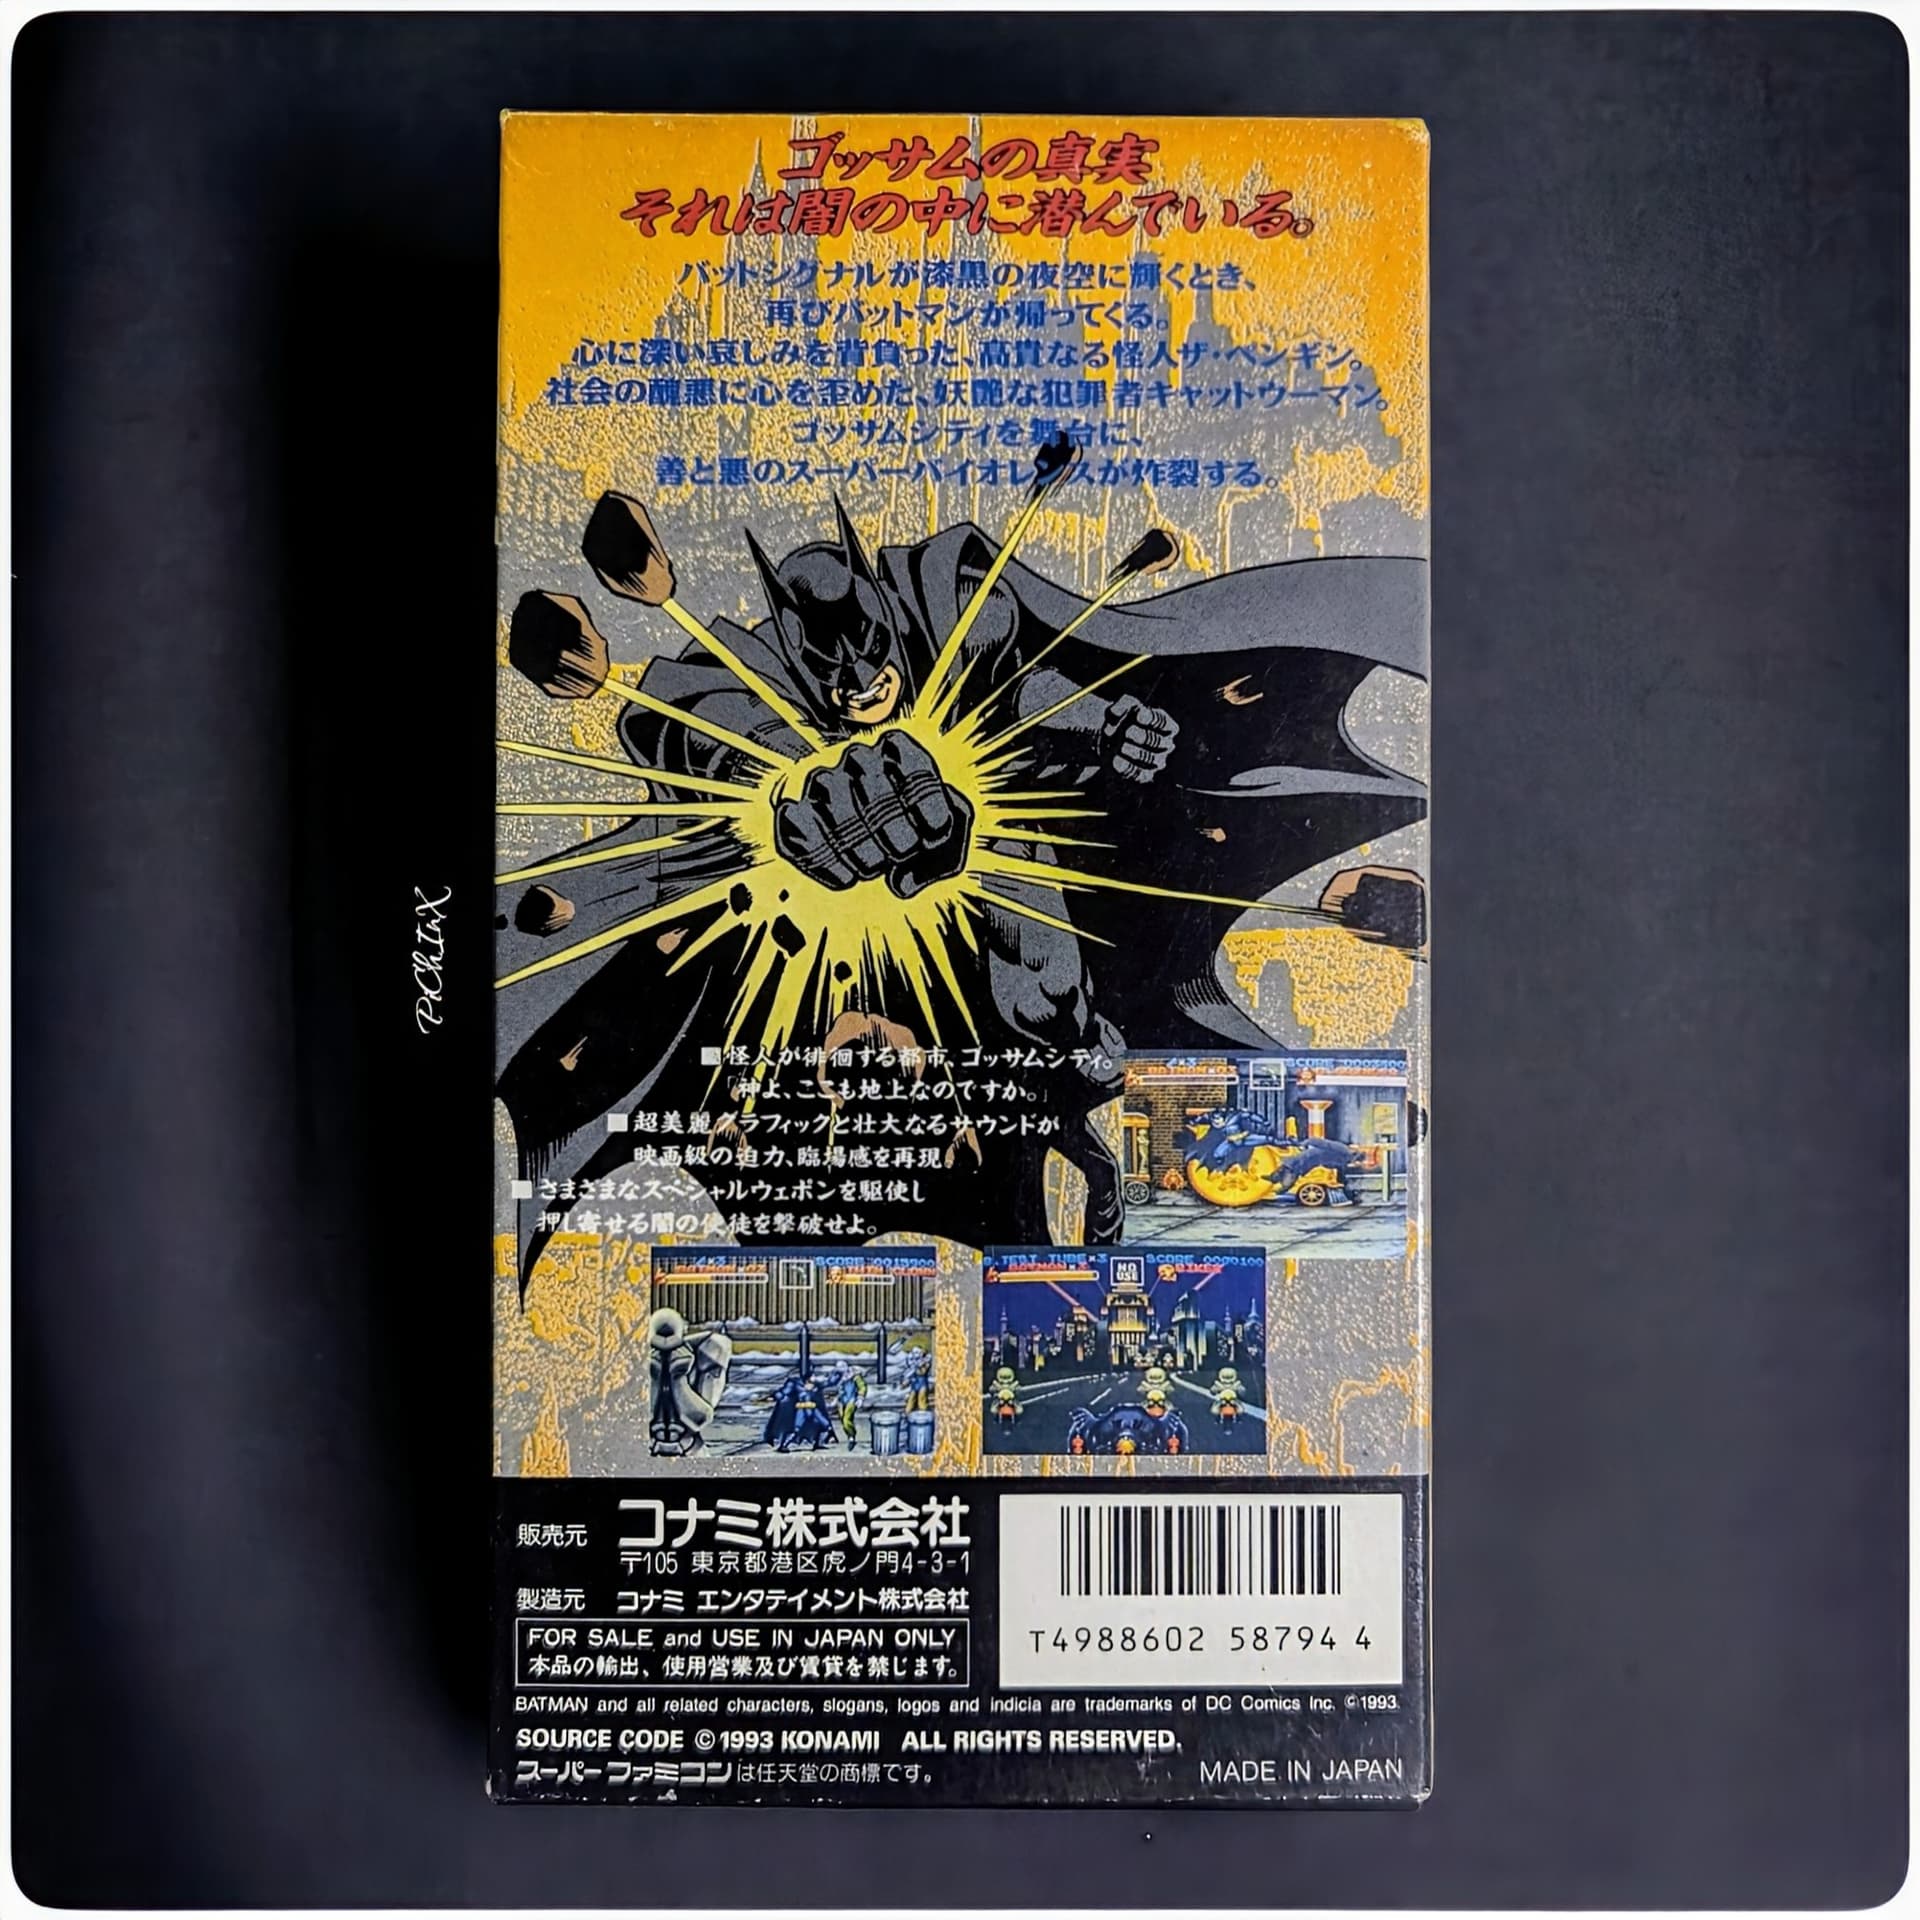 ゴッサムの真実
それは闇の中に潜んでいる。
バットシグナルが漆黒の夜空に輝くとき、
再びバットマンが帰ってくる。
心に深い哀しみを背負った、高貴なる怪人ザ・ペンギン。
社会の醜悪に心を歪めた、妖艶な犯罪者キャットウーマン。
ゴッサムシティを舞台に、
善と悪のスーパーバイオレンスが炸裂する。
PiChInX
■怪人が徘徊する都市、ゴッサムシティ。
「神よ、ここも地上なのですか。」
■超美麗グラフィックと壮大なるサウンドが
映画級の迫力、臨場感を再現。
■さまざまなスペシャルウェポンを駆使し
押し寄せる闇の使徒を撃破せよ。
SCORE
BATMAN
SCORE
BATMAN
TEST TUBE×3 SCORE 0000100
BATMAN×3 NO USE BIKER
販売元 コナミ株式会社
〒105 東京都港区虎ノ門4-3-1
製造元 コナミ エンタテイメント株式会社
FOR SALE and USE IN JAPAN ONLY
本品の輸出、使用営業及び賃貸を禁じます。
T4988602 58794 4
BATMAN and all related characters, slogans, logos and indicia are trademarks of DC Comics Inc. ©1993.
SOURCE CODE ©1993 KONAMI ALL RIGHTS RESERVED.
スーパーファミコンは任天堂の商標です。
MADE IN JAPAN